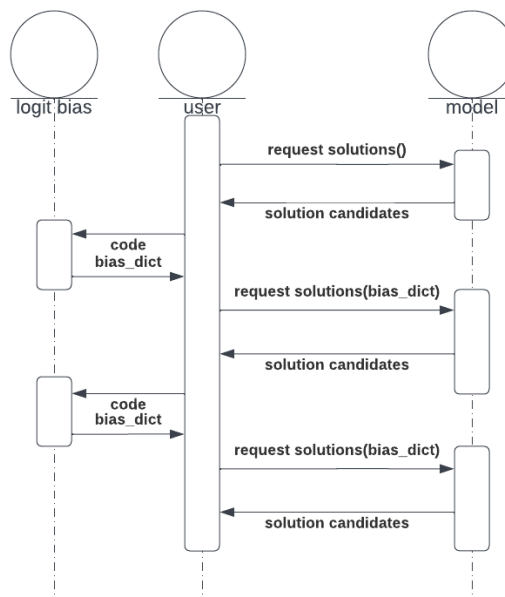 logit bias
user
model
request solutions()
solution candidates
code
bias_dict
request solutions(bias_dict)
solution candidates
code
bias_dict
request solutions(bias_dict)
solution candidates